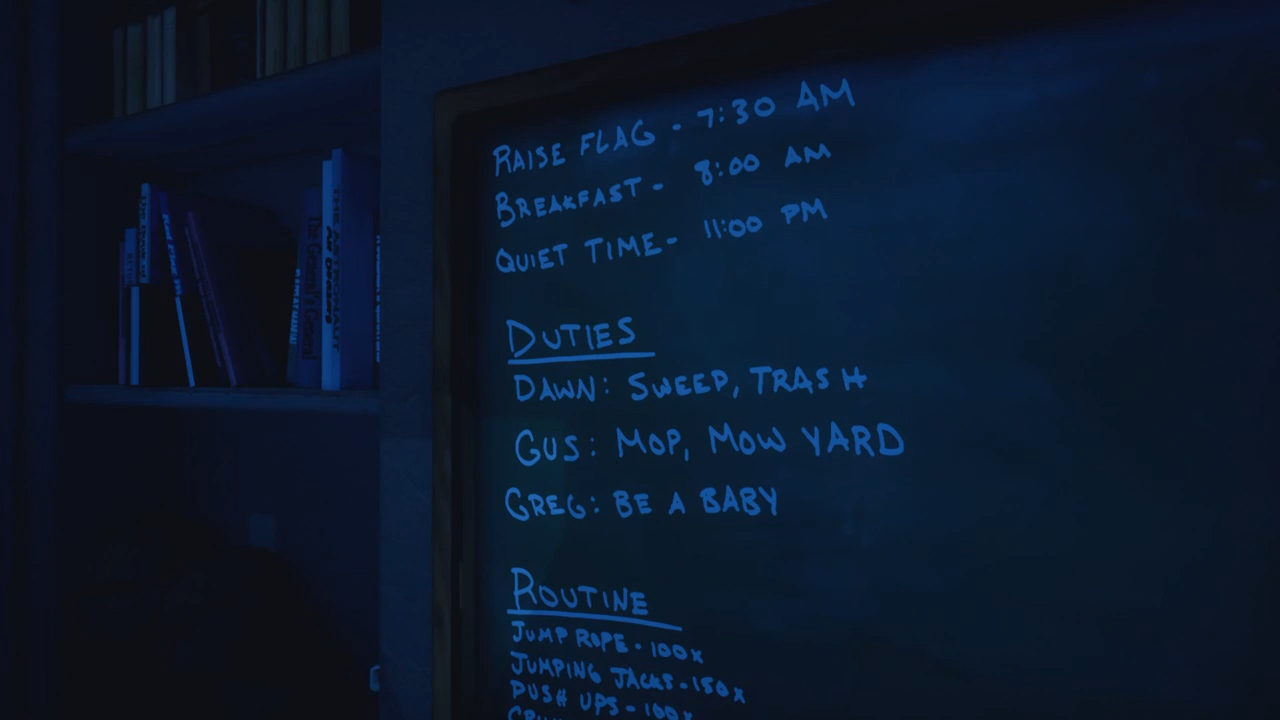 RAISE FLAG - 7:30 AM
BREAKFAST - 8:00 AM
QUIET TIME - 11:00 PM
DUTIES
DAWN: SWEEP, TRASH
GUS: MOP, MOW YARD
GREG: BE A BABY
ROUTINE
JUMP ROPE - 100X
JUMPING JACKS - 150X
PUSH UPS - 100X